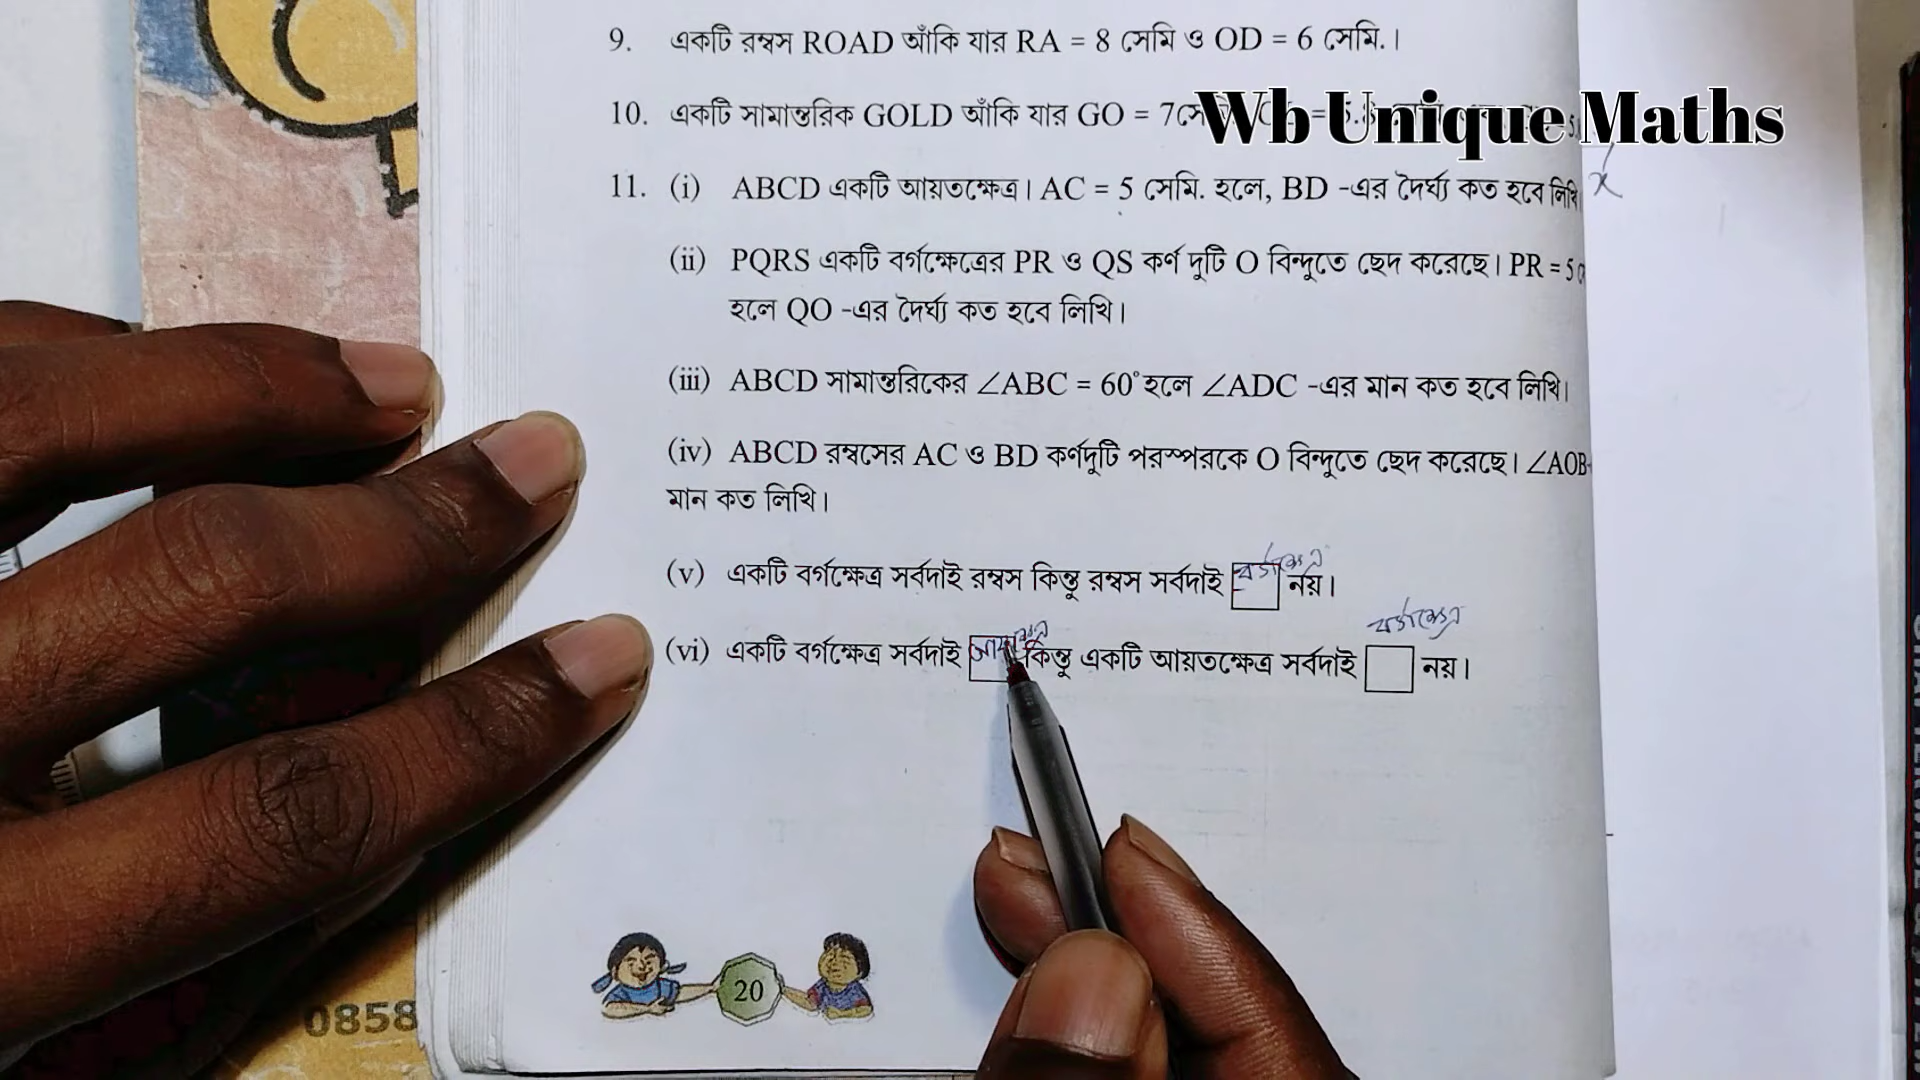 9. একটি রম্বস ROAD আঁকি যার RA = 8 সেমি ও OD = 6 সেমি.।
10. একটি সামান্তরিক GOLD আঁকি যার GO = 7সে
Wb Unique Maths
11. (i) ABCD একটি আয়তক্ষেত্র। AC = 5 সেমি. হলে, BD -এর দৈর্ঘ্য কত হবে লিখি।
(ii) PQRS একটি বর্গক্ষেত্রের PR ও QS কর্ণ দুটি O বিন্দুতে ছেদ করেছে। PR = 5
হলে QO -এর দৈর্ঘ্য কত হবে লিখি।
(iii) ABCD সামান্তরিকের ∠ABC = 60° হলে ∠ADC -এর মান কত হবে লিখি।
(iv) ABCD রম্বসের AC ও BD কর্ণদুটি পরস্পরকে O বিন্দুতে ছেদ করেছে। ∠AOB-
মান কত লিখি।
(v) একটি বর্গক্ষেত্র সর্বদাই রম্বস কিন্তু রম্বস সর্বদাই বর্গক্ষেত্র নয়।
বর্গক্ষেত্র
(vi) একটি বর্গক্ষেত্র সর্বদাই কিন্তু একটি আয়তক্ষেত্র সর্বদাই নয়।
20
0858